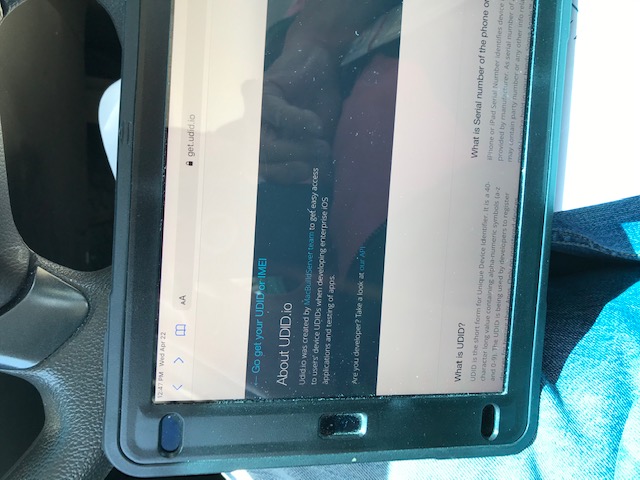 12:47 PM Wed Apr 22
AA
get.udid.io
← Go get your UDID or IMEI
About UDID.io
Udid.io was created by MacBuildServer team to get easy access
to users' device UDIDs when developing enterprise iOS
applications and testing of apps.
Are you developer? Take a look at our API
What is UDID?
UDID is the short form for Unique Device Identifier. It is a 40-
character long value containing alpha-numeric symbols (a-z
and 0-9). The UDID is being used by developers to register
What is Serial number of the phone or
iPhone or iPad Serial Number identifies device
provided by manufacturer. As serial number of
may contain party number or any other info rela